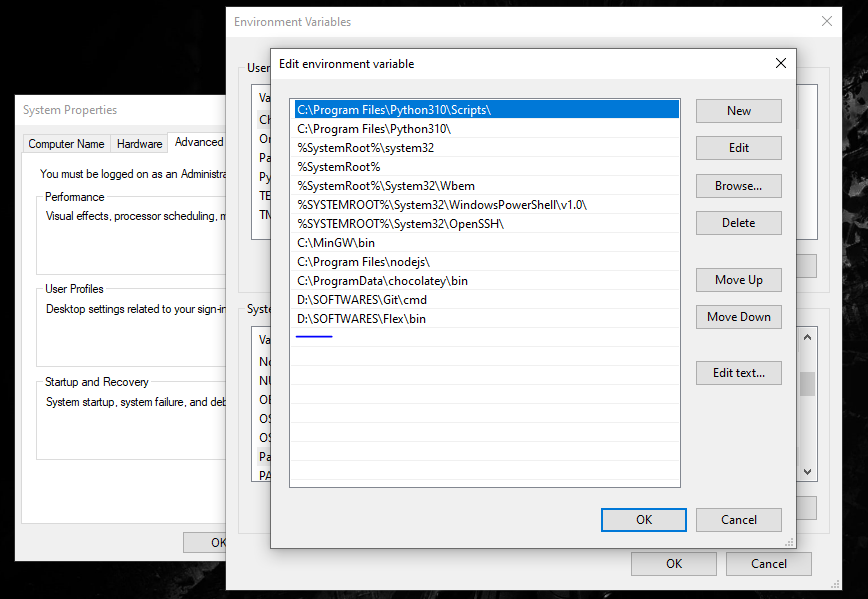 Environment Variables
Edit environment variable
User
Va
Ch
On
Pa
Py
TE
TM
C:\Program Files\Python310\Scripts\
C:\Program Files\Python310\
%SystemRoot%\system32
%SystemRoot%
%SystemRoot%\System32\Wbem
%SYSTEMROOT%\System32\WindowsPowerShell\v1.0\
%SYSTEMROOT%\System32\OpenSSH\
C:\MinGW\bin
C:\Program Files\nodejs\
C:\ProgramData\chocolatey\bin
D:\SOFTWARES\Git\cmd
D:\SOFTWARES\Flex\bin
New
Edit
Browse...
Delete
Move Up
Move Down
Edit text...
OK
Cancel
Syste
Va
NU
OS
OS
Pa
PA
OK
Cancel
System Properties
Computer Name
Hardware
Advanced
You must be logged on as an Administra
Performance
Visual effects, processor scheduling, m
User Profiles
Desktop settings related to your sign-in
Startup and Recovery
System startup, system failure, and deb
OK